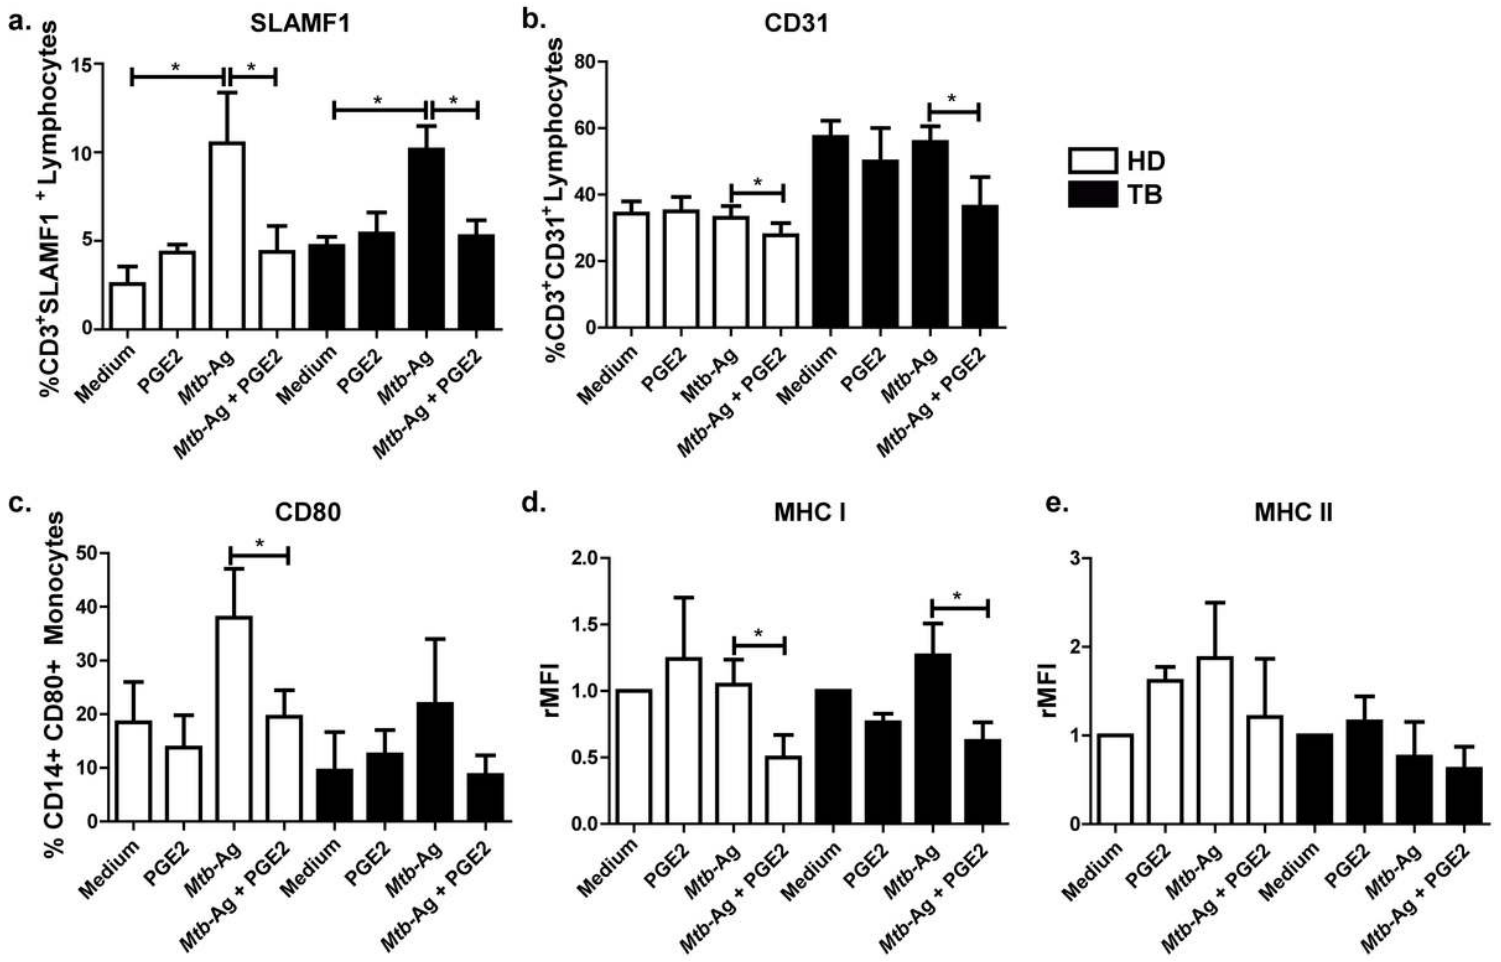 a.
SLAMF1
%CD3+SLAMF1 + Lymphocytes
15
10
5
0
* * * *
Medium
PGE2
Mtb-Ag
Mtb-Ag + PGE2
Medium
PGE2
Mtb-Ag
Mtb-Ag + PGE2
b.
CD31
%CD3+CD31+ Lymphocytes
80
60
40
20
0
* *
Medium
PGE2
Mtb-Ag
Mtb-Ag + PGE2
Medium
PGE2
Mtb-Ag
Mtb-Ag + PGE2
HD
TB
c.
CD80
% CD14+ CD80+ Monocytes
50
40
30
20
10
0
*
Medium
PGE2
Mtb-Ag
Mtb-Ag + PGE2
Medium
PGE2
Mtb-Ag
Mtb-Ag + PGE2
d.
MHC I
rMFI
2.0
1.5
1.0
0.5
0.0
* *
Medium
PGE2
Mtb-Ag
Mtb-Ag + PGE2
Medium
PGE2
Mtb-Ag
Mtb-Ag + PGE2
e.
MHC II
rMFI
3
2
1
0
Medium
PGE2
Mtb-Ag
Mtb-Ag + PGE2
Medium
PGE2
Mtb-Ag
Mtb-Ag + PGE2